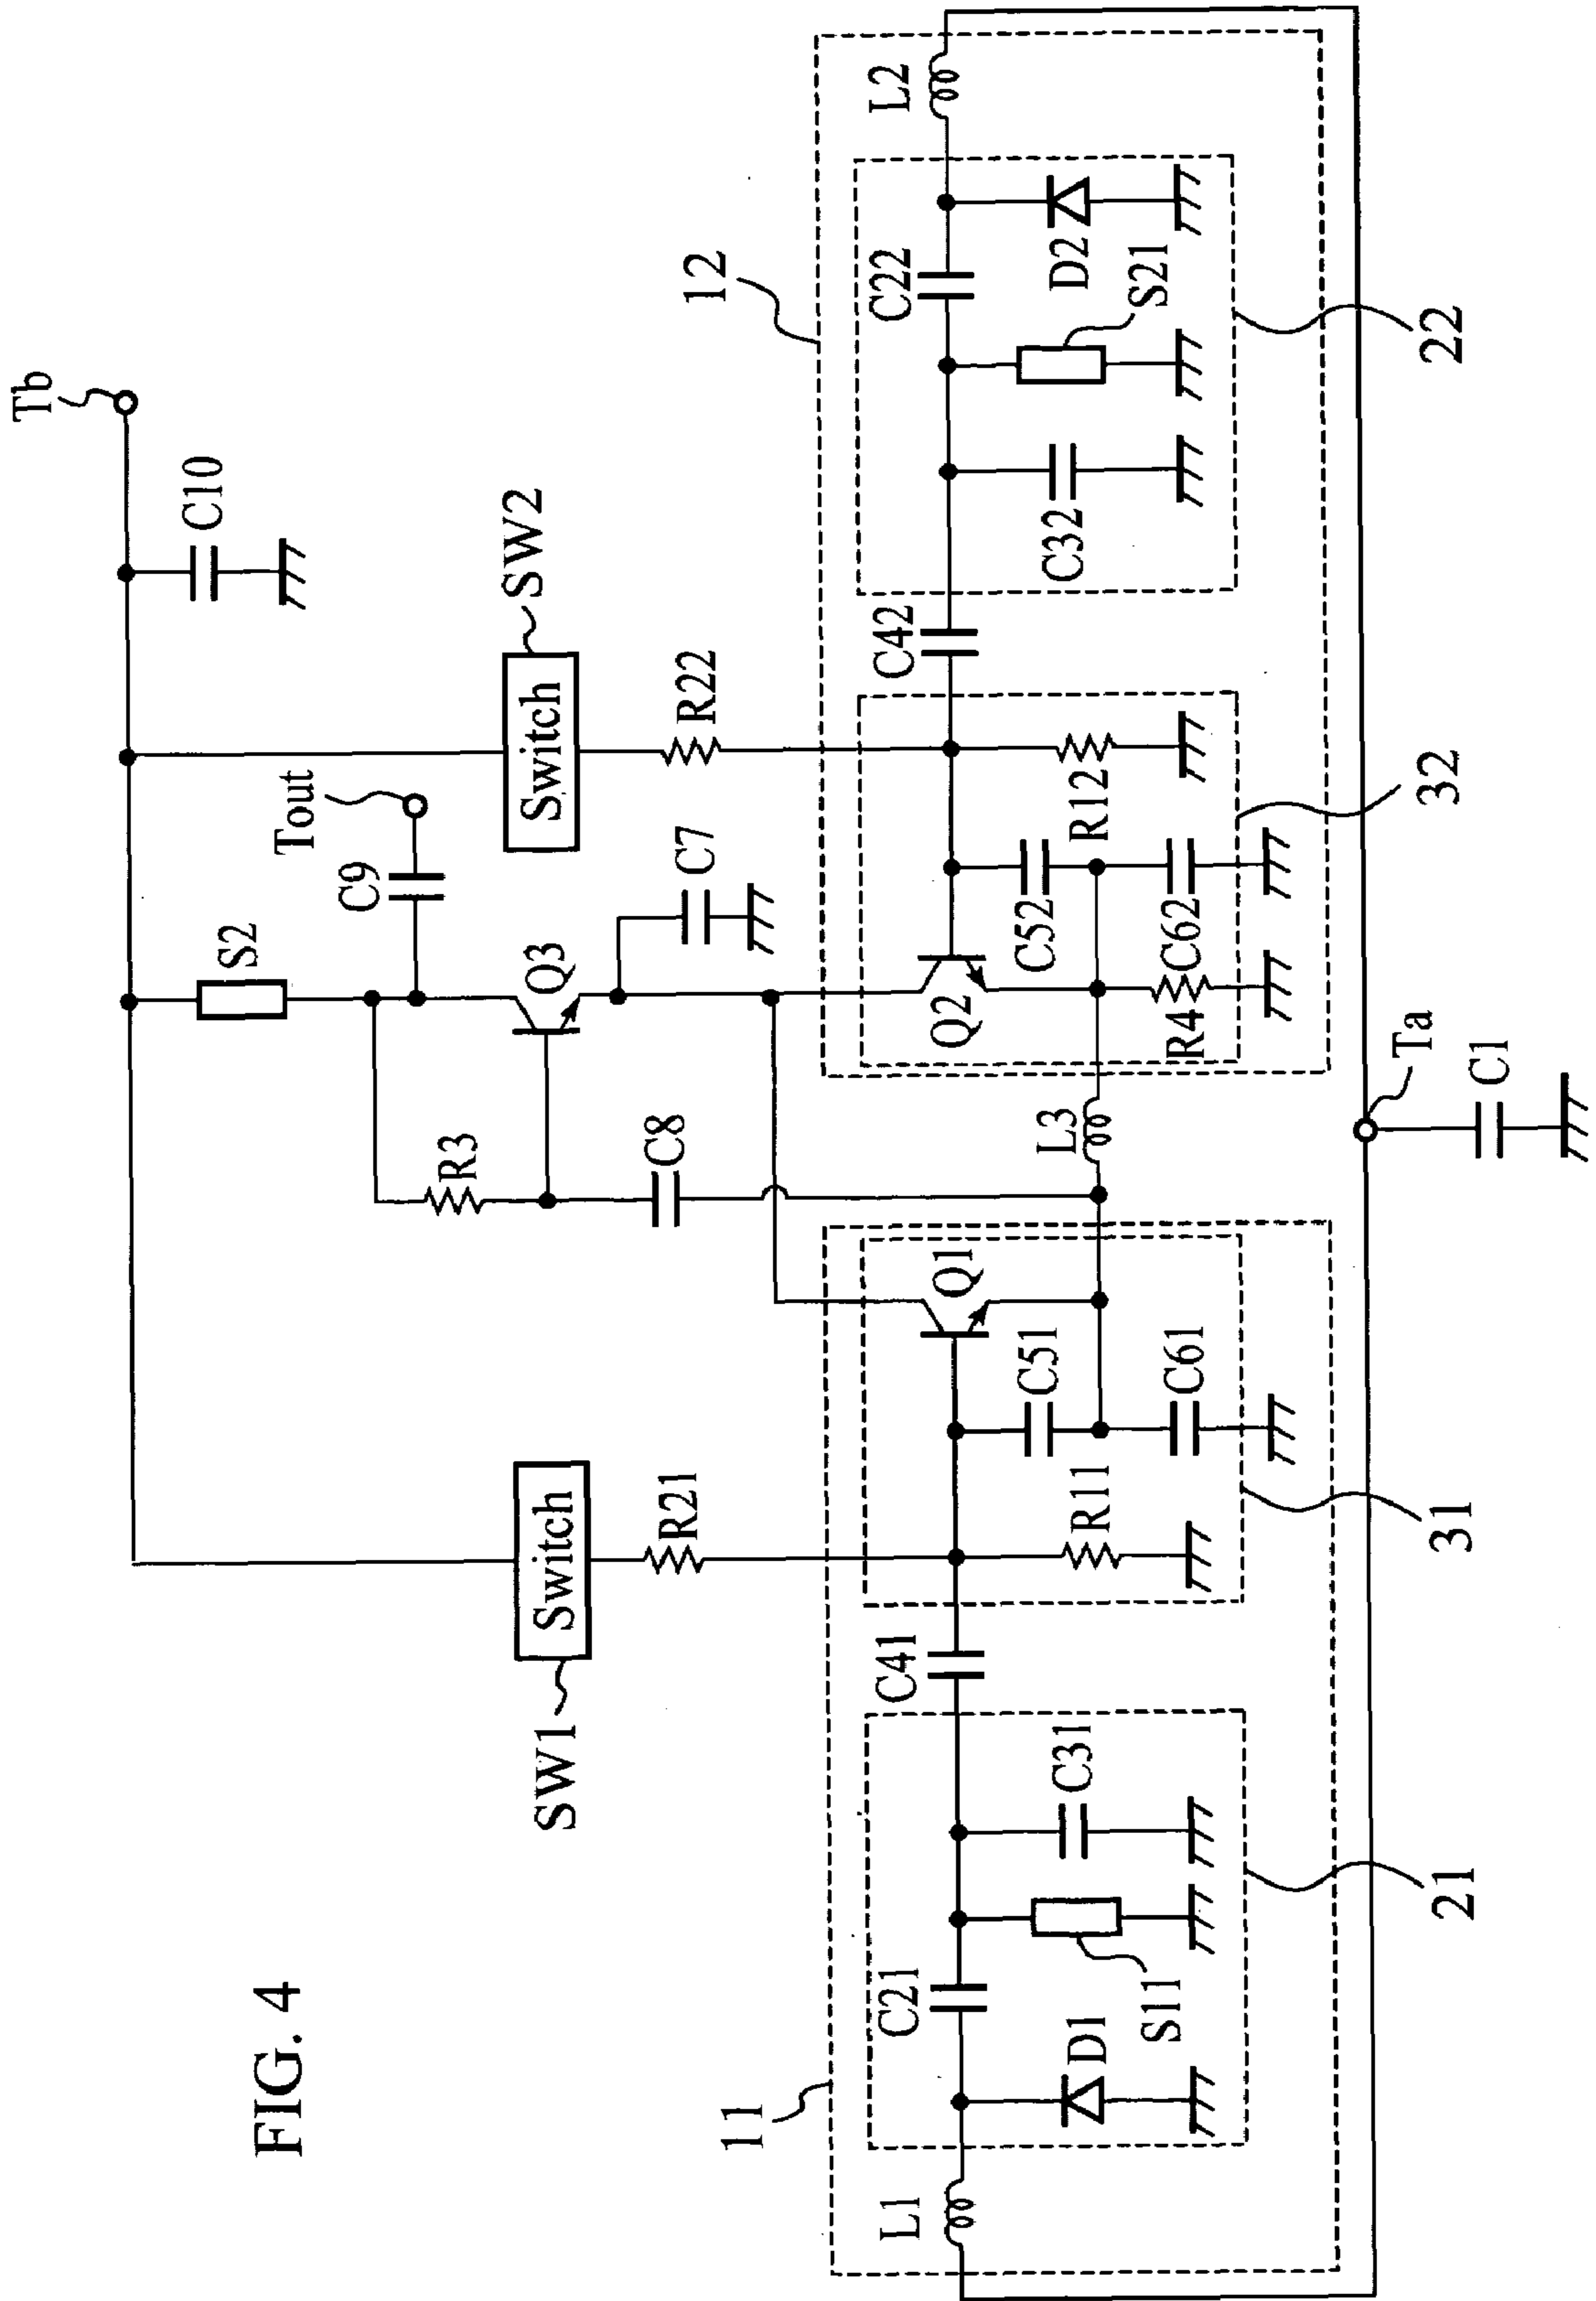 FIG. 4
Tb
C10
S2
C9
Tout
SW2
Switch
R22
Q3
R3
C8
C7
SW1
Switch
R21
11
12
L1
C21
C41
Q1
D1
S11
C31
R11
C51
C61
21
31
L3
Q2
R4
C52
C62
R12
C42
C32
C22
S21
D2
L2
32
22
Ta
C1